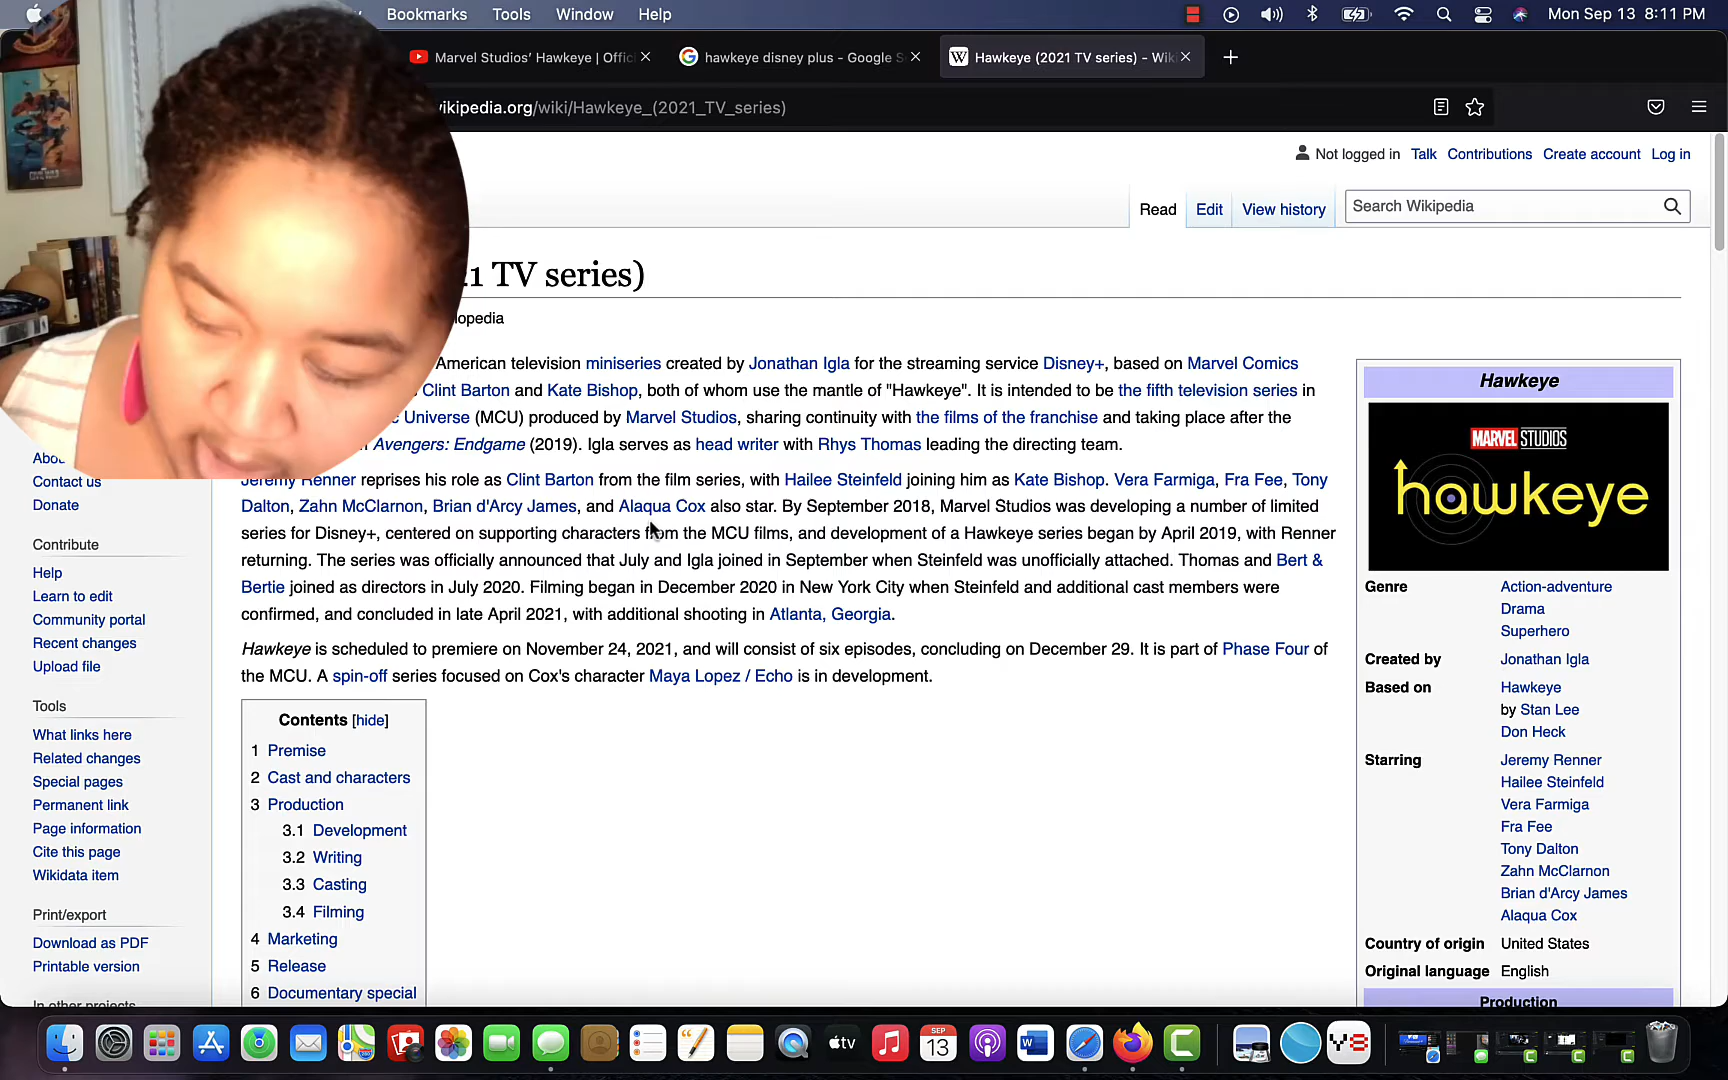 Bookmarks Tools Window Help Mon Sep 13 8:11 PM
Marvel Studios' Hawkeye | Offici hawkeye disney plus - Google S Hawkeye (2021 TV series) - Wiki
wikipedia.org/wiki/Hawkeye_(2021_TV_series)
Not logged in Talk Contributions Create account Log in
Read Edit View history Search Wikipedia
21 TV series)
lopedia
American television miniseries created by Jonathan Igla for the streaming service Disney+, based on Marvel Comics
Clint Barton and Kate Bishop, both of whom use the mantle of "Hawkeye". It is intended to be the fifth television series in
Universe (MCU) produced by Marvel Studios, sharing continuity with the films of the franchise and taking place after the
Avengers: Endgame (2019). Igla serves as head writer with Rhys Thomas leading the directing team.
Jeremy Renner reprises his role as Clint Barton from the film series, with Hailee Steinfeld joining him as Kate Bishop. Vera Farmiga, Fra Fee, Tony
Dalton, Zahn McClarnon, Brian d'Arcy James, and Alaqua Cox also star. By September 2018, Marvel Studios was developing a number of limited
series for Disney+, centered on supporting characters from the MCU films, and development of a Hawkeye series began by April 2019, with Renner
returning. The series was officially announced that July and Igla joined in September when Steinfeld was unofficially attached. Thomas and Bert &
Bertie joined as directors in July 2020. Filming began in December 2020 in New York City when Steinfeld and additional cast members were
confirmed, and concluded in late April 2021, with additional shooting in Atlanta, Georgia.
Hawkeye is scheduled to premiere on November 24, 2021, and will consist of six episodes, concluding on December 29. It is part of Phase Four of
the MCU. A spin-off series focused on Cox's character Maya Lopez / Echo is in development.
Contents [hide]
1 Premise
2 Cast and characters
3 Production
3.1 Development
3.2 Writing
3.3 Casting
3.4 Filming
4 Marketing
5 Release
6 Documentary special
Abou
Contact us
Donate
Contribute
Help
Learn to edit
Community portal
Recent changes
Upload file
Tools
What links here
Related changes
Special pages
Permanent link
Page information
Cite this page
Wikidata item
Print/export
Download as PDF
Printable version
In other projects
Hawkeye
MARVEL STUDIOS
hawkeye
Genre Action-adventure
Drama
Superhero
Created by Jonathan Igla
Based on Hawkeye
by Stan Lee
Don Heck
Starring Jeremy Renner
Hailee Steinfeld
Vera Farmiga
Fra Fee
Tony Dalton
Zahn McClarnon
Brian d'Arcy James
Alaqua Cox
Country of origin United States
Original language English
Production
tv SEP 13 W